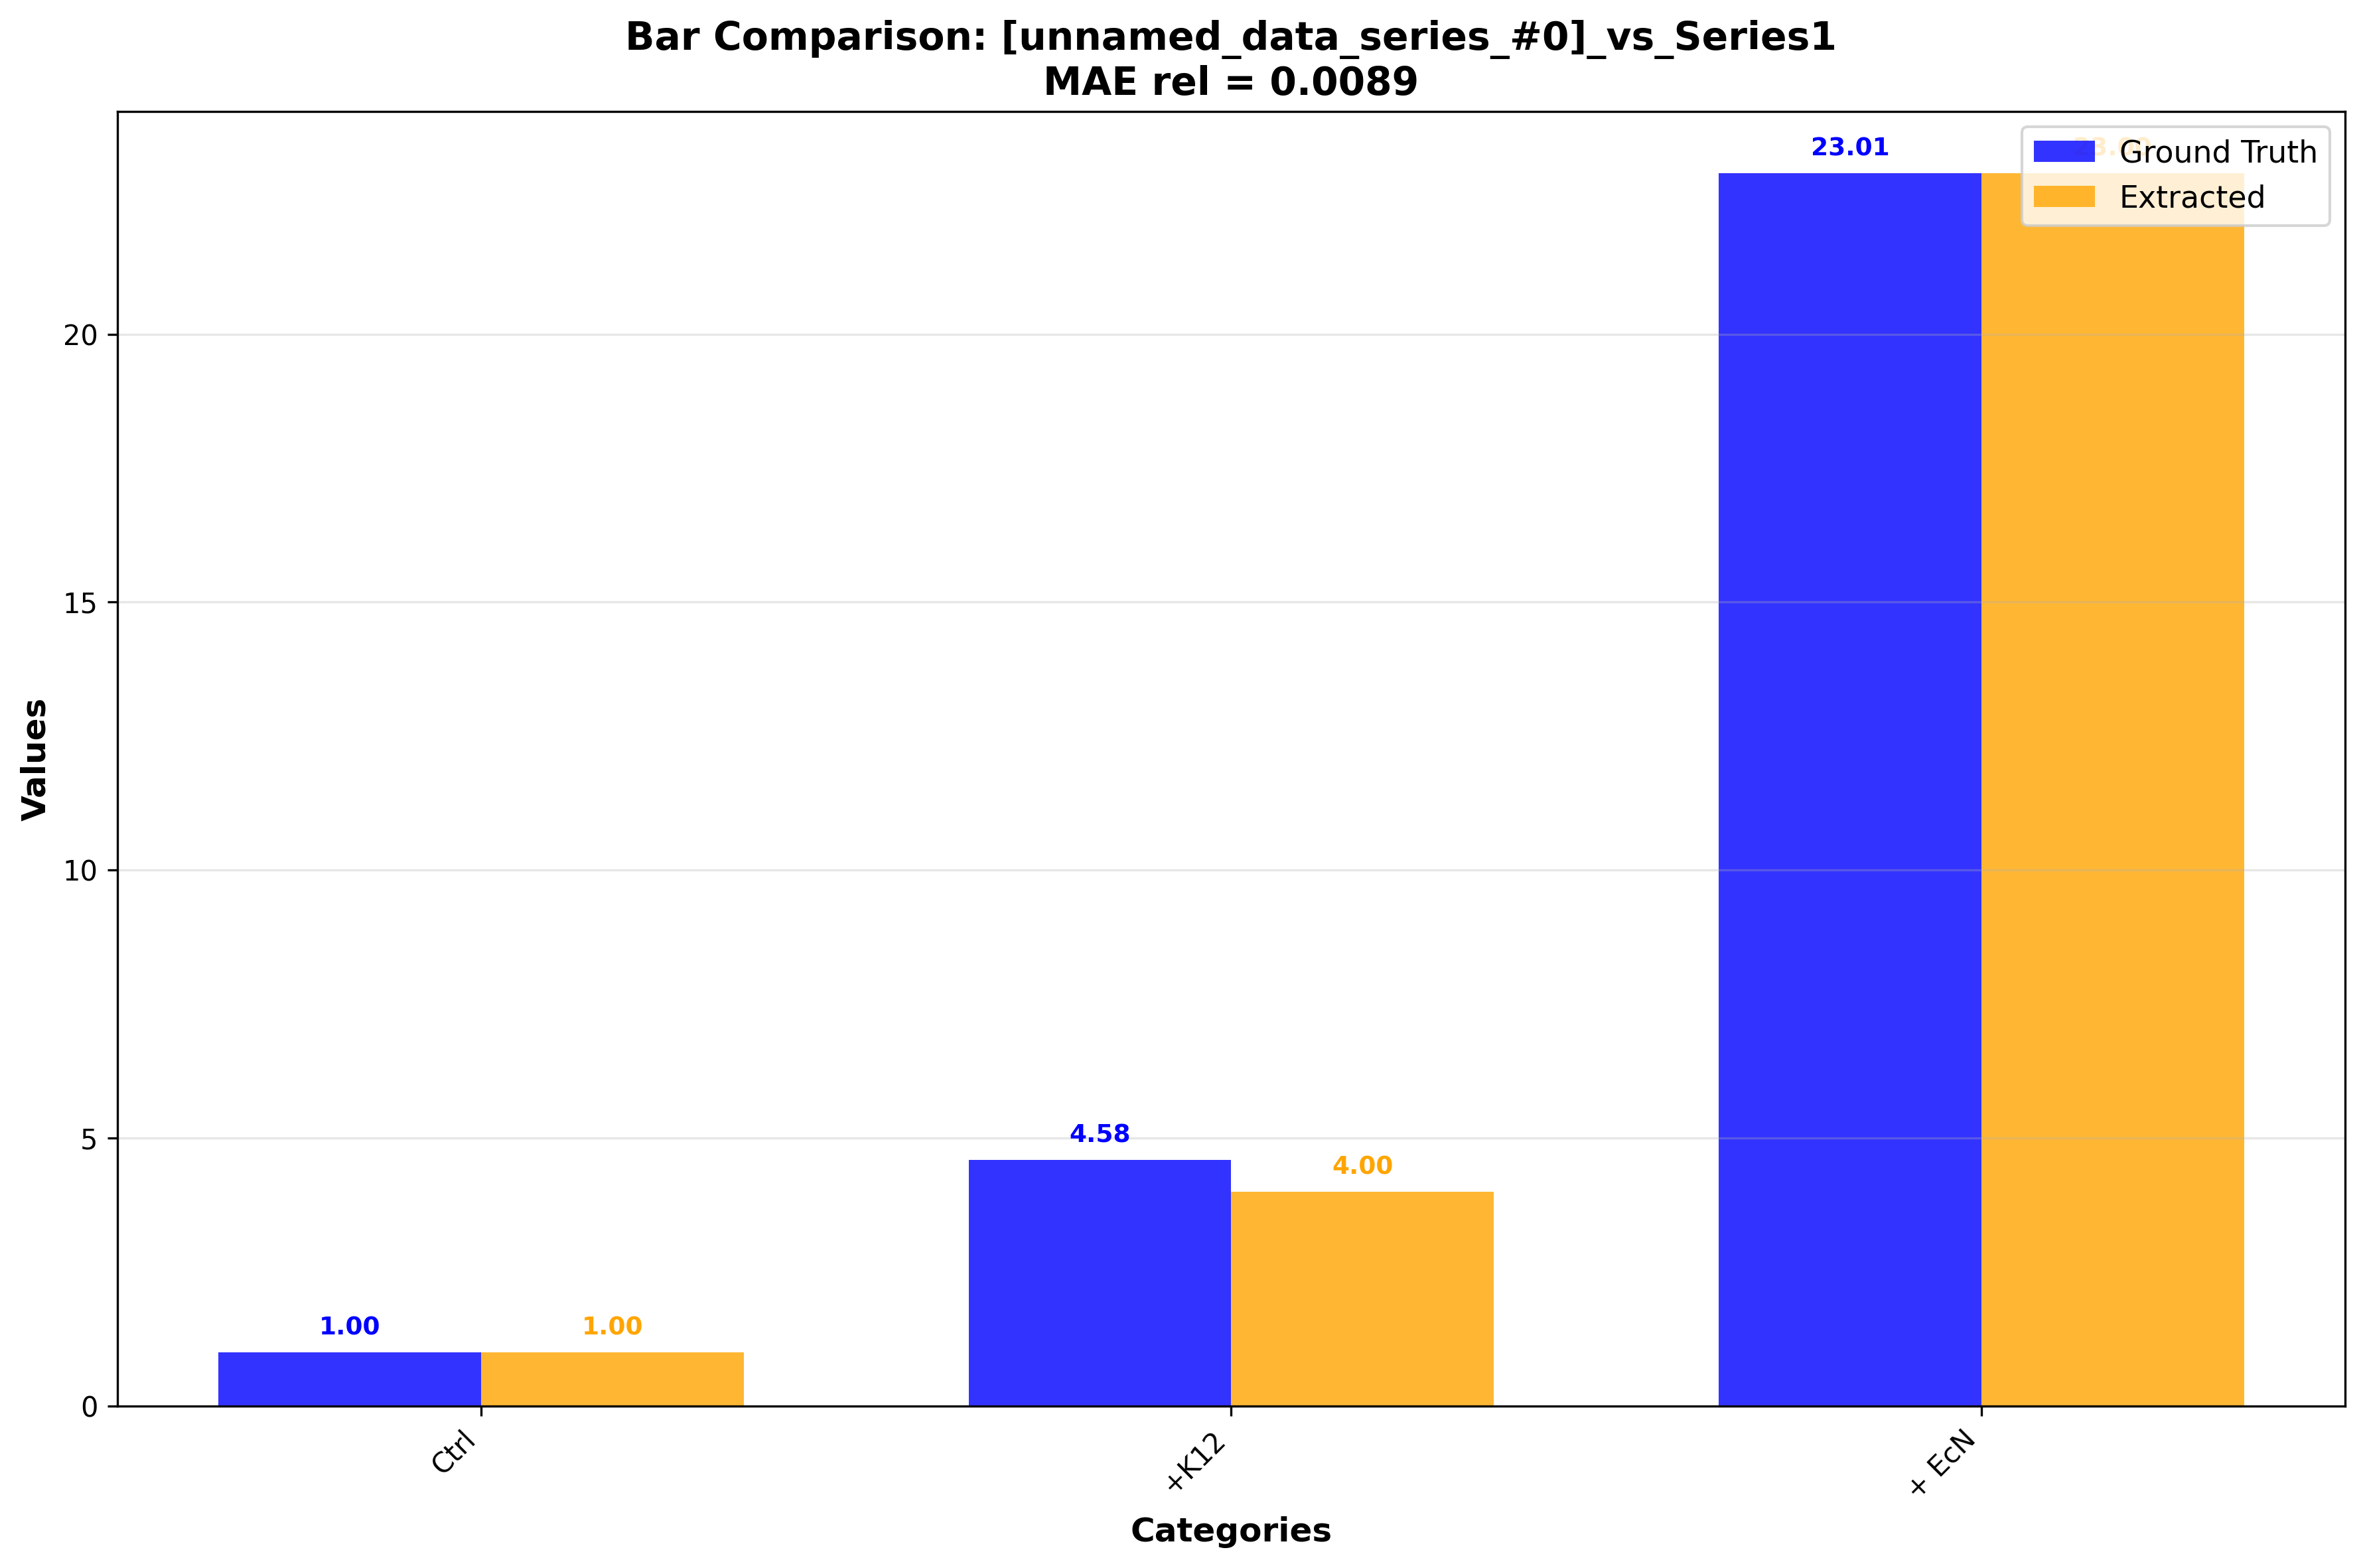 Bar Comparison: [unnamed_data_series_#0]_vs_Series1
MAE rel = 0.0089
23.01
Ground Truth
Extracted
20
15
10
5
0
Values
4.58
4.00
1.00
1.00
Ctrl
+K12
+ EcN
Categories